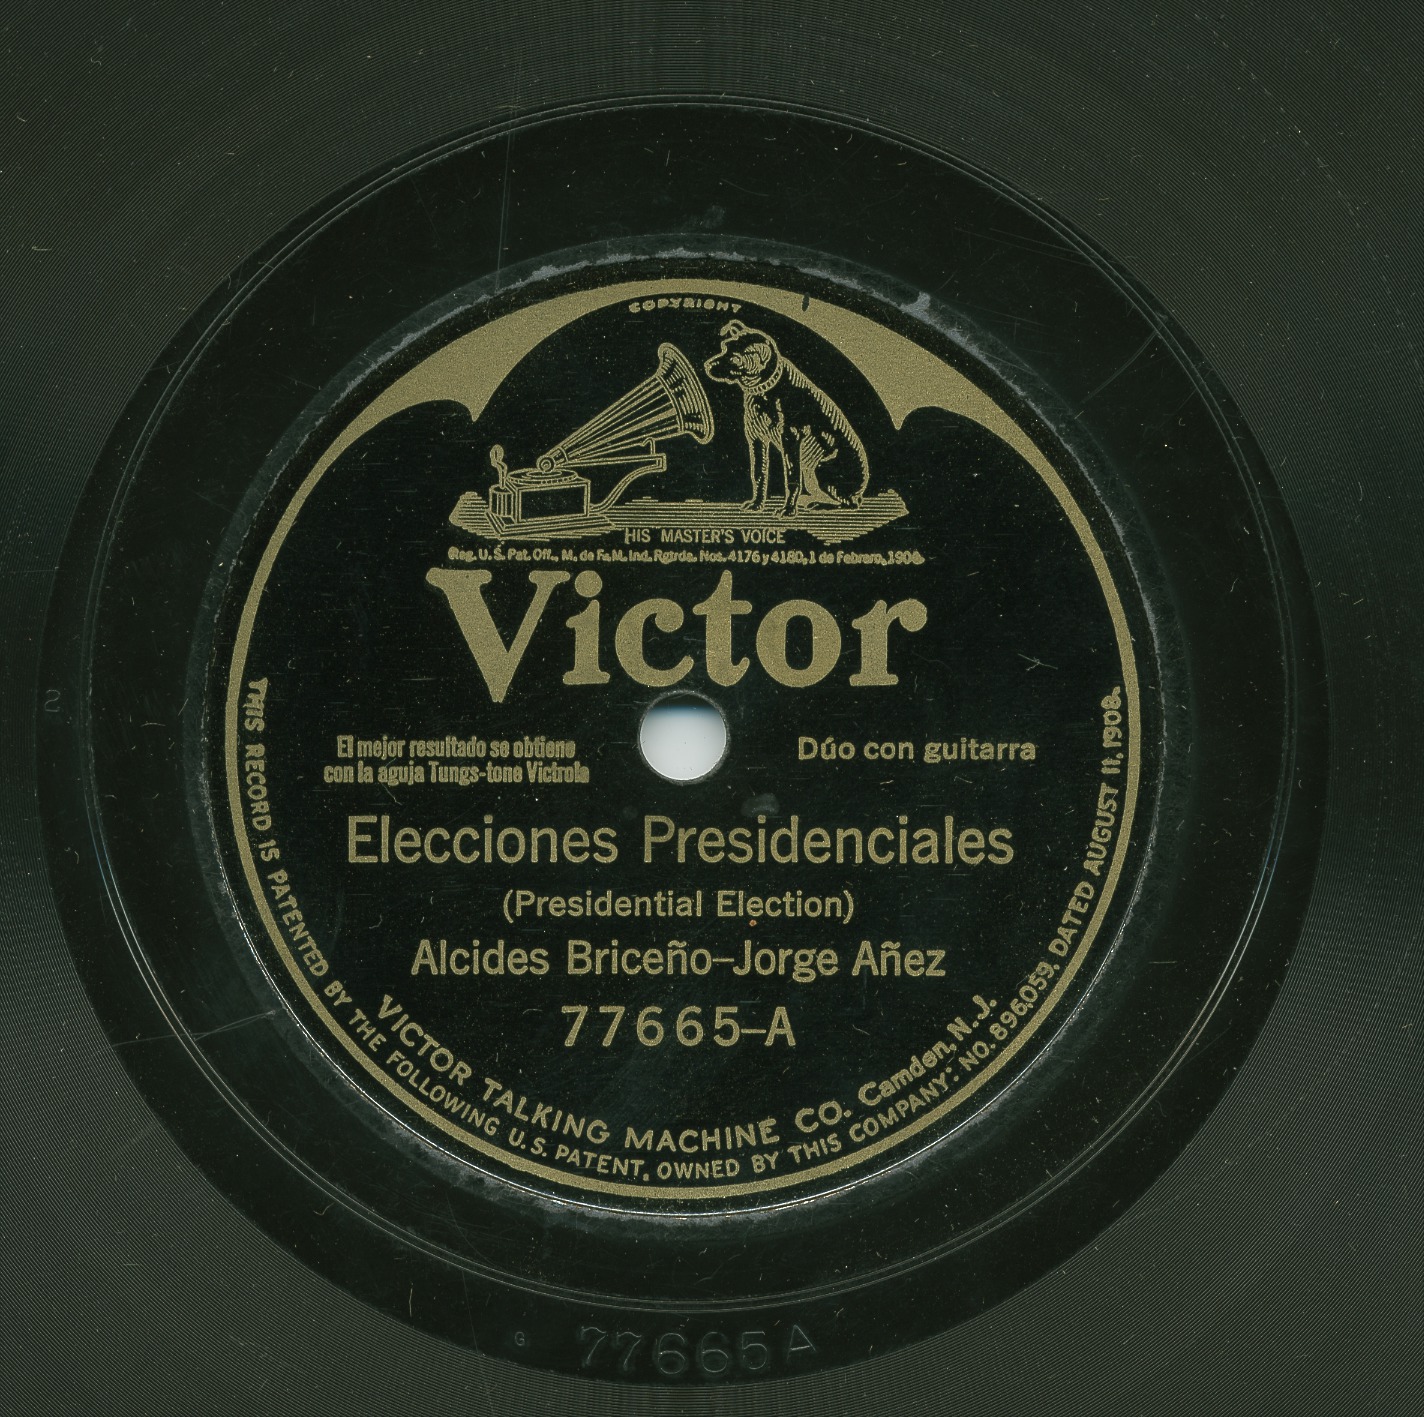 COPYRIGHT
HIS MASTER'S VOICE
Reg. U.S. Pat. Off., M. de F. M. Ind. Rgtrda. Nos. 4176 y 4180, 1 de Febrero, 1906
Victor
El mejor resultado se obtiene
con la aguja Tungs-tone Victrola
Dúo con guitarra
Elecciones Presidenciales
(Presidential Election)
Alcides Briceño–Jorge Añez
77665–A
VICTOR TALKING MACHINE CO. Camden, N.J.
THIS RECORD IS PATENTED BY THE FOLLOWING U.S. PATENT, OWNED BY THIS COMPANY: NO. 896,059, DATED AUGUST 11, 1908.
2
G 77665A